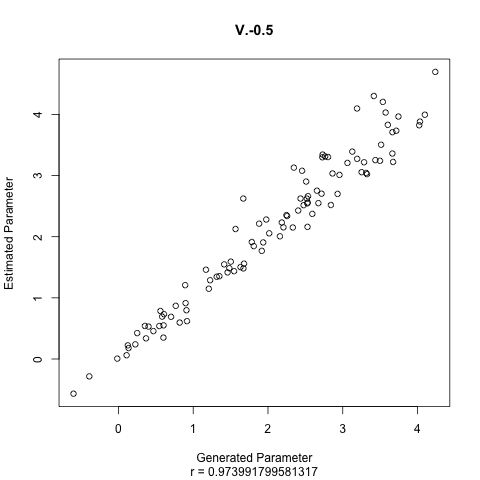 V.-0.5
Estimated Parameter
4
3
2
1
0
0 1 2 3 4
Generated Parameter
r = 0.973991799581317